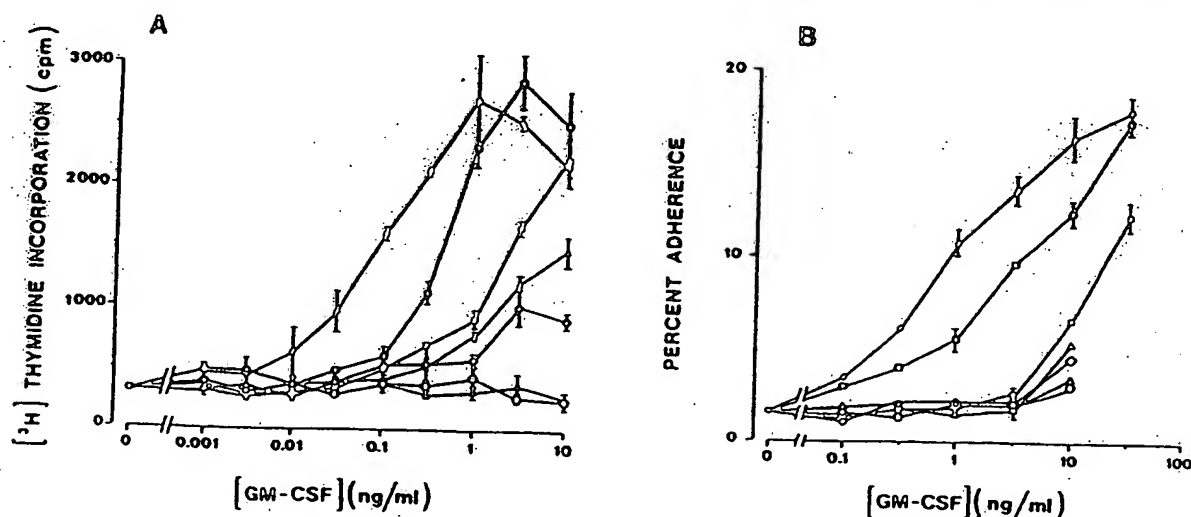 A
[³H] THYMIDINE INCORPORATION (cpm)
3000
2000
1000
0
0 0.001 0.01 0.1 1 10
[GM-CSF] (ng/ml)
B
PERCENT ADHERENCE
20
10
0
0 0.1 1 10 100
[GM-CSF] (ng/ml)